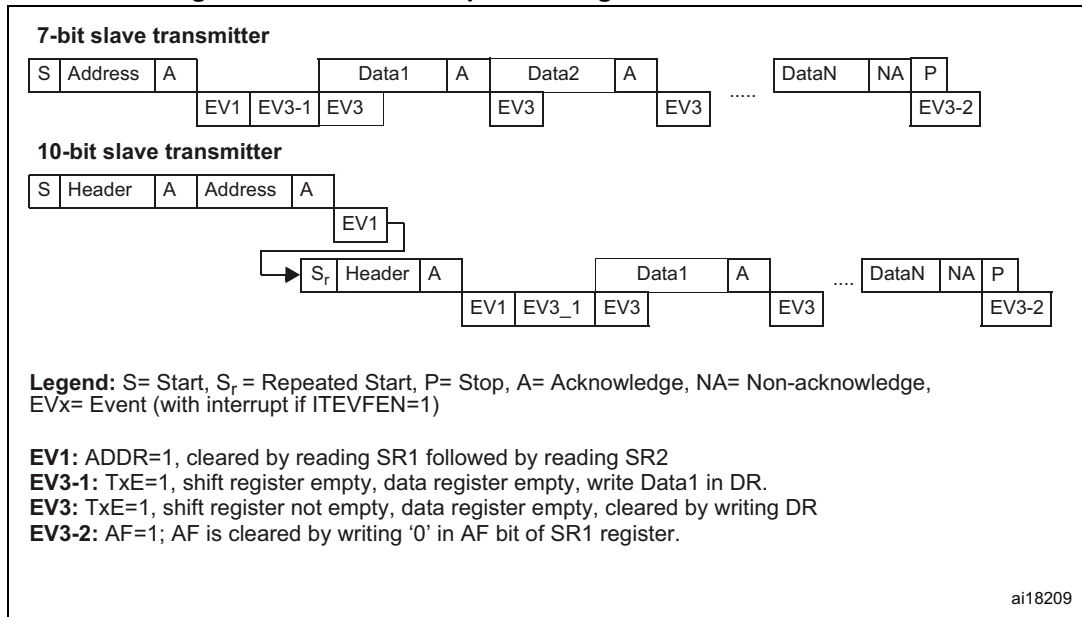 7-bit slave transmitter
S Address A Data1 A Data2 A ..... DataN NA P
EV1 EV3-1 EV3 EV3 EV3 EV3-2
10-bit slave transmitter
S Header A Address A
EV1
Sr Header A Data1 A .... DataN NA P
EV1 EV3_1 EV3 EV3 EV3-2
Legend: S= Start, Sr = Repeated Start, P= Stop, A= Acknowledge, NA= Non-acknowledge,
EVx= Event (with interrupt if ITEVFEN=1)
EV1: ADDR=1, cleared by reading SR1 followed by reading SR2
EV3-1: TxE=1, shift register empty, data register empty, write Data1 in DR.
EV3: TxE=1, shift register not empty, data register empty, cleared by writing DR
EV3-2: AF=1; AF is cleared by writing ‘0’ in AF bit of SR1 register.
ai18209